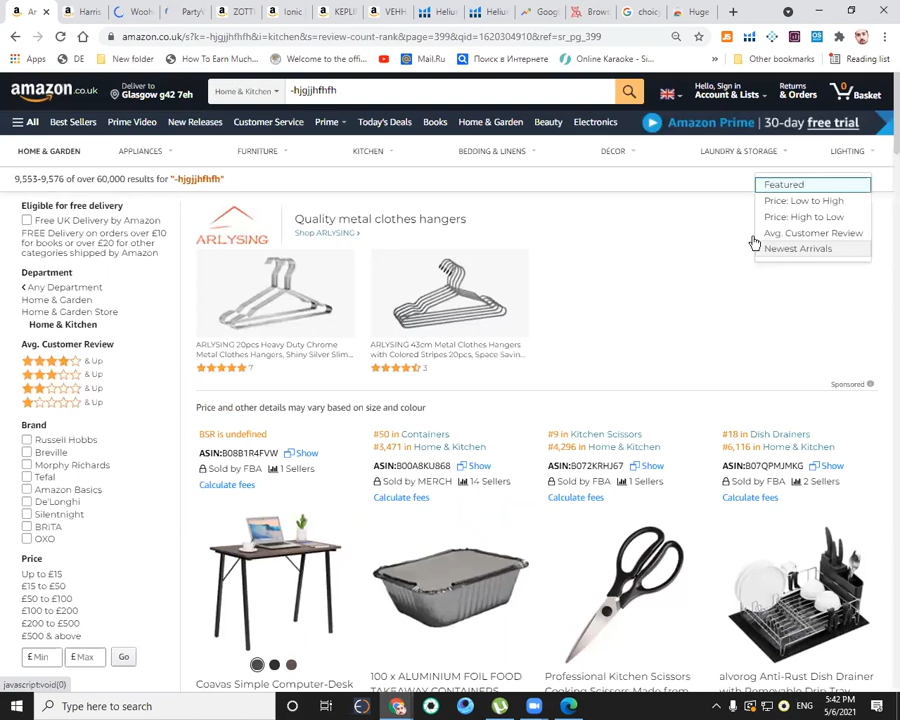 Ar
Harris
Wooh
PartyV
ZOTT
Ionic
KEPLI
VEHH
Heliu
Heliu
Goog
Brow
choic
Huge
amazon.co.uk/s?k=-hjgjjhfhfh&i=kitchen&s=review-count-rank&page=399&qid=1620304910&ref=sr_pg_399
Apps
DE
New folder
How To Earn Much...
Welcome to the offi...
Mail.Ru
Поиск в Интернете
Online Karaoke - Si...
Other bookmarks
Reading list
amazon.co.uk
Deliver to
Glasgow g42 7eh
Home & Kitchen
-hjgjjhfhfh
Hello, Sign in
Account & Lists
Returns
& Orders
0
Basket
All
Best Sellers
Prime Video
New Releases
Customer Service
Prime
Today's Deals
Books
Home & Garden
Beauty
Electronics
Amazon Prime | 30-day free trial
HOME & GARDEN
APPLIANCES
FURNITURE
KITCHEN
BEDDING & LINENS
DÉCOR
LAUNDRY & STORAGE
LIGHTING
9,553-9,576 of over 60,000 results for "-hjgjjhfhfh"
Featured
Price: Low to High
Price: High to Low
Avg. Customer Review
Newest Arrivals
Eligible for free delivery
Free UK Delivery by Amazon
FREE Delivery on orders over £10
for books or over £20 for other
categories shipped by Amazon
Department
Any Department
Home & Garden
Home & Garden Store
Home & Kitchen
Avg. Customer Review
& Up
& Up
& Up
& Up
Brand
Russell Hobbs
Breville
Morphy Richards
Tefal
Amazon Basics
De'Longhi
Silentnight
BRITA
OXO
Price
Up to £15
£15 to £50
£50 to £100
£100 to £200
£200 to £500
£500 & above
£ Min
£ Max
Go
ARLYSING
Quality metal clothes hangers
Shop ARLYSING ›
ARLYSING 20pcs Heavy Duty Chrome
Metal Clothes Hangers, Shiny Silver Slim...
7
ARLYSING 43cm Metal Clothes Hangers
with Colored Stripes 20pcs, Space Savin...
3
Sponsored
Price and other details may vary based on size and colour
BSR is undefined
ASIN:B08B1R4FVW Show
Sold by FBA 1 Sellers
Calculate fees
Coavas Simple Computer-Desk
#50 in Containers
#3,471 in Home & Kitchen
ASIN:B00A8KU868 Show
Sold by MERCH 14 Sellers
Calculate fees
100 x ALUMINIUM FOIL FOOD
TAKEAWAY CONTAINERS
#9 in Kitchen Scissors
#4,296 in Home & Kitchen
ASIN:B072KRHJ67 Show
Sold by FBA 1 Sellers
Calculate fees
Professional Kitchen Scissors
Cooking Scissors Made from
#18 in Dish Drainers
#6,116 in Home & Kitchen
ASIN:B07QPMJMKG Show
Sold by FBA 2 Sellers
Calculate fees
alvorog Anti-Rust Dish Drainer
with Removable Drip Tray
javascript:void(0)
Type here to search
5:42 PM
5/6/2021